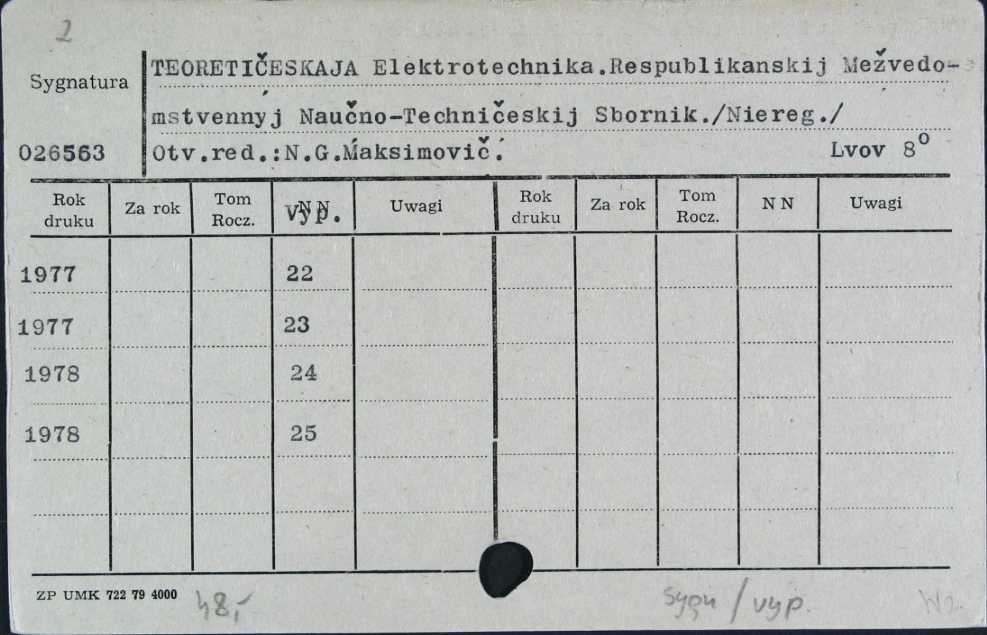 2
Sygnatura
026563
TEORETIČESKAJA Elektrotechnika.Respublikanskij Mežvedo-
mstvennyj Naučno-Techničeskij Sbornik./Niereg./
Otv.red.:N.G.Maksimovič. Lvov 8°
Rok druku Za rok Tom Rocz. NN vyp. Uwagi Rok druku Za rok Tom Rocz. NN Uwagi
1977 22
1977 23
1978 24
1978 25
ZP UMK 722 79 4000 48,- sygn / vyp.